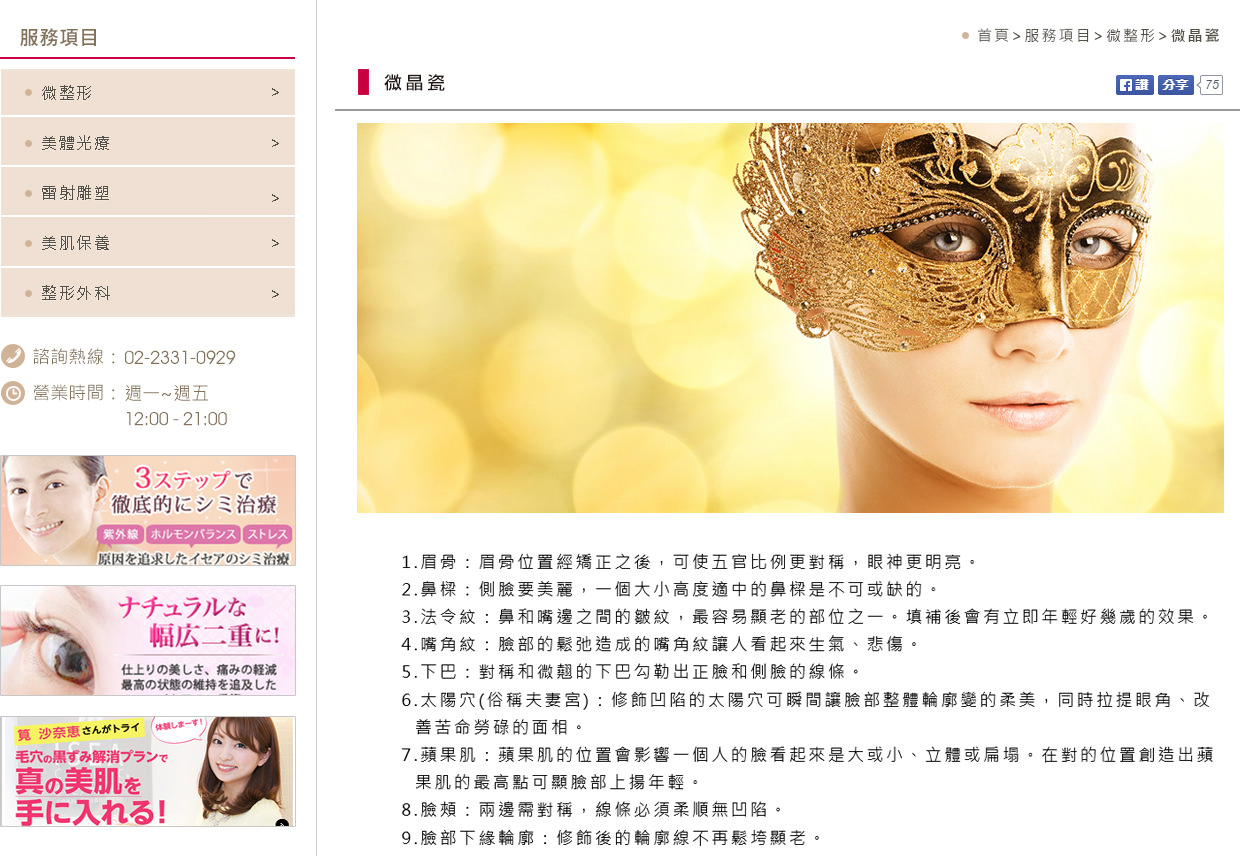 服務項目
微整形 >
美體光療 >
雷射雕塑 >
美肌保養 >
整形外科 >
諮詢熱線：02-2331-0929
營業時間：週一~週五
12:00 - 21:00
3ステップで
徹底的にシミ治療
紫外線 ホルモンバランス ストレス
原因を追求したイセアのシミ治療
ナチュラルな
幅広二重に!
仕上りの美しさ、痛みの軽減
最高の状態の維持を追及した
筧 沙奈恵さんがトライ
体験しまーす!
毛穴の黒ずみ解消プランで
真の美肌を
手に入れる!
首頁>服務項目>微整形>微晶瓷
微晶瓷
讚 分享 75
1.眉骨：眉骨位置經矯正之後，可使五官比例更對稱，眼神更明亮。
2.鼻樑：側臉要美麗，一個大小高度適中的鼻樑是不可或缺的。
3.法令紋：鼻和嘴邊之間的皺紋，最容易顯老的部位之一。填補後會有立即年輕好幾歲的效果。
4.嘴角紋：臉部的鬆弛造成的嘴角紋讓人看起來生氣、悲傷。
5.下巴：對稱和微翹的下巴勾勒出正臉和側臉的線條。
6.太陽穴(俗稱夫妻宮)：修飾凹陷的太陽穴可瞬間讓臉部整體輪廓變的柔美，同時拉提眼角、改
善苦命勞碌的面相。
7.蘋果肌：蘋果肌的位置會影響一個人的臉看起來是大或小、立體或扁塌。在對的位置創造出蘋
果肌的最高點可顯臉部上揚年輕。
8.臉頰：兩邊需對稱，線條必須柔順無凹陷。
9.臉部下緣輪廓：修飾後的輪廓線不再鬆垮顯老。